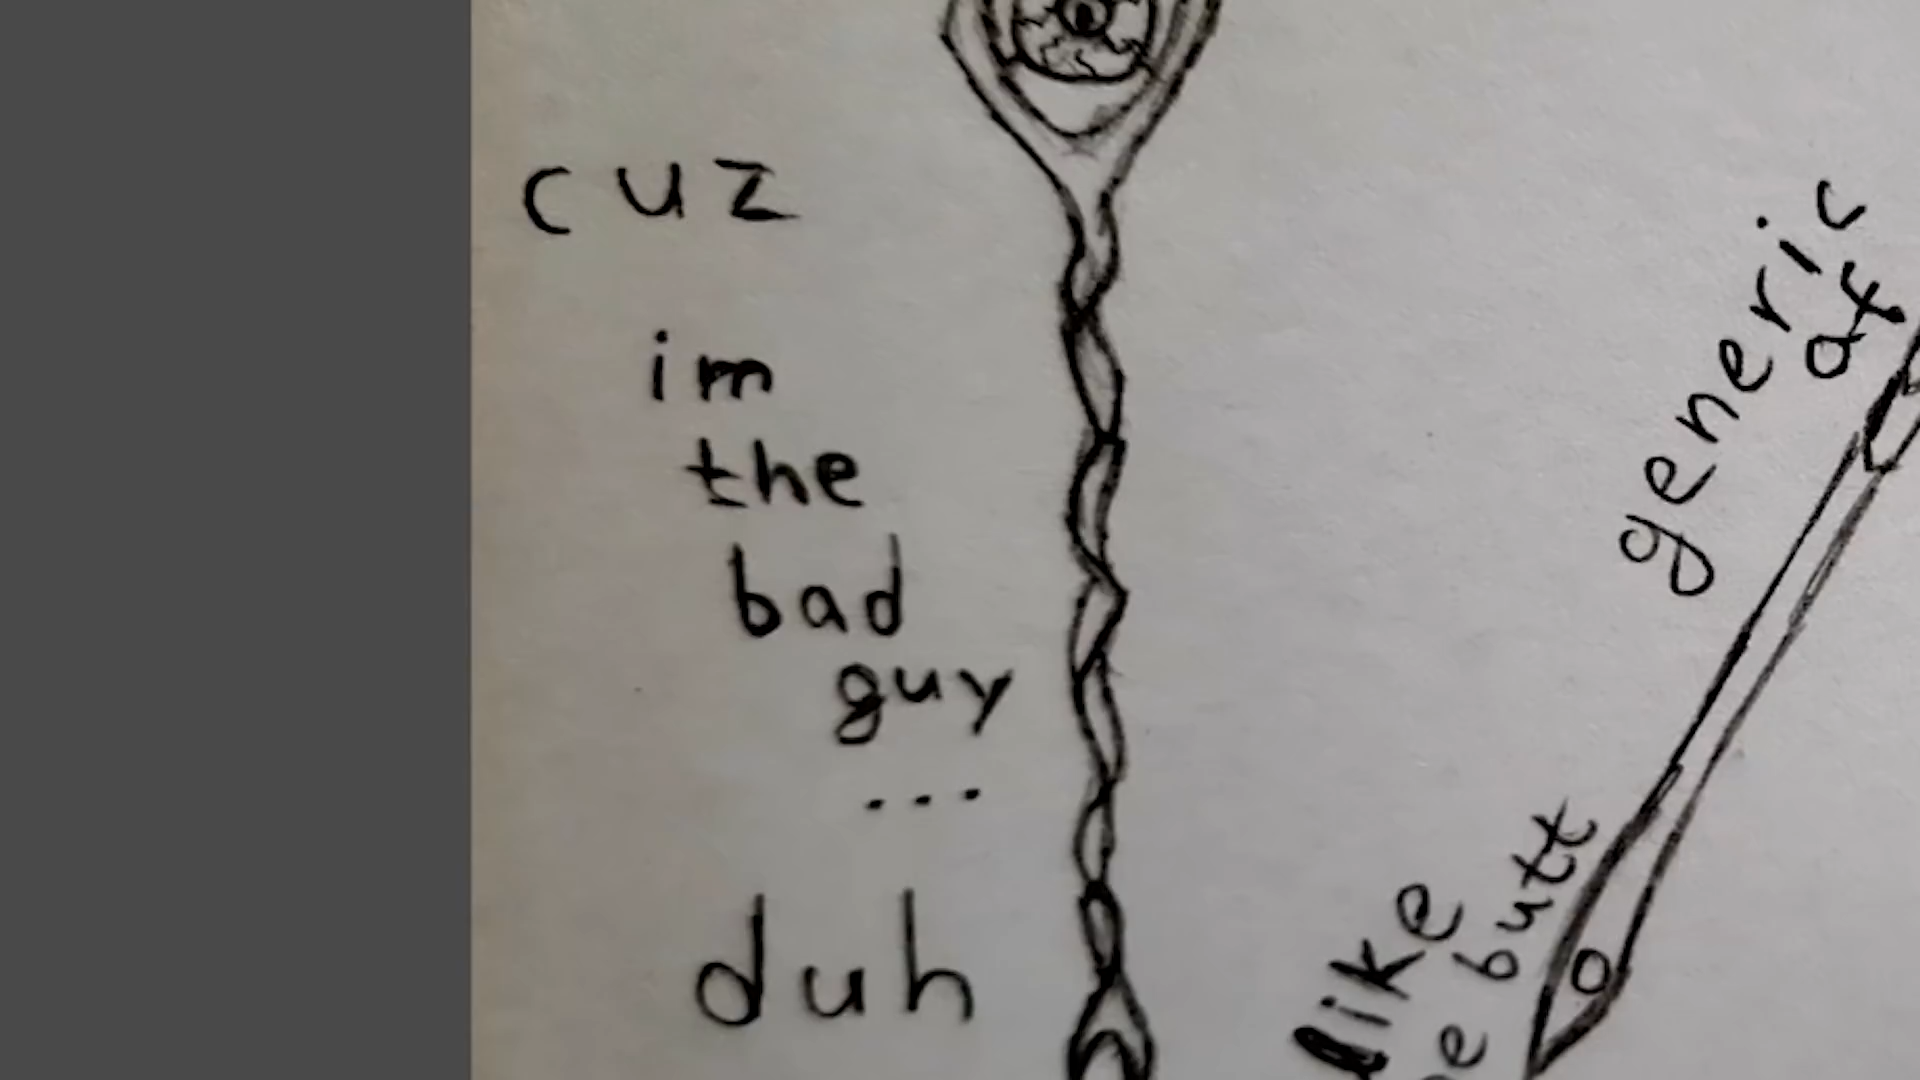 cuz
im
the
bad
guy
...
duh
generic
af
like
butt